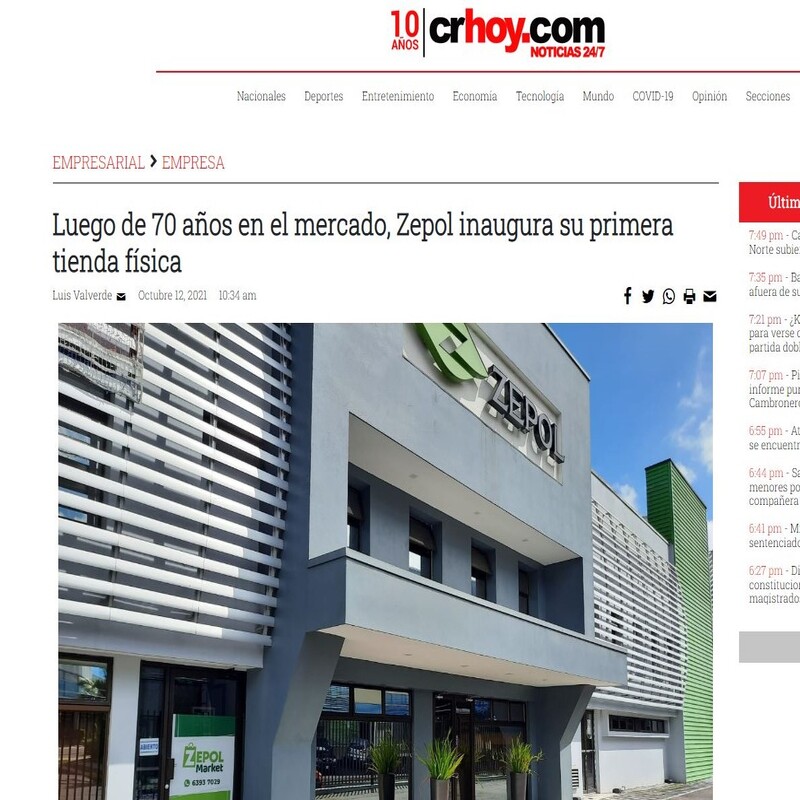 10
AÑOS
crhoy.com
NOTICIAS 24/7
Nacionales Deportes Entretenimiento Economía Tecnología Mundo COVID-19 Opinión Secciones
EMPRESARIAL > EMPRESA
Luego de 70 años en el mercado, Zepol inaugura su primera
tienda física
Luis Valverde Octubre 12, 2021 10:34 am
ZEPOL
ABIERTO
ZEPOL
Market
6393 7029
Últim
7:49 pm - Ca
Norte subie
7:35 pm - Ba
afuera de su
7:21 pm - ¿K
para verse o
partida dobl
7:07 pm - Pi
informe pun
Cambronero
6:55 pm - At
se encuentr
6:44 pm - Sa
menores po
compañera
6:41 pm - M
sentenciado
6:27 pm - Di
constitucion
magistrados